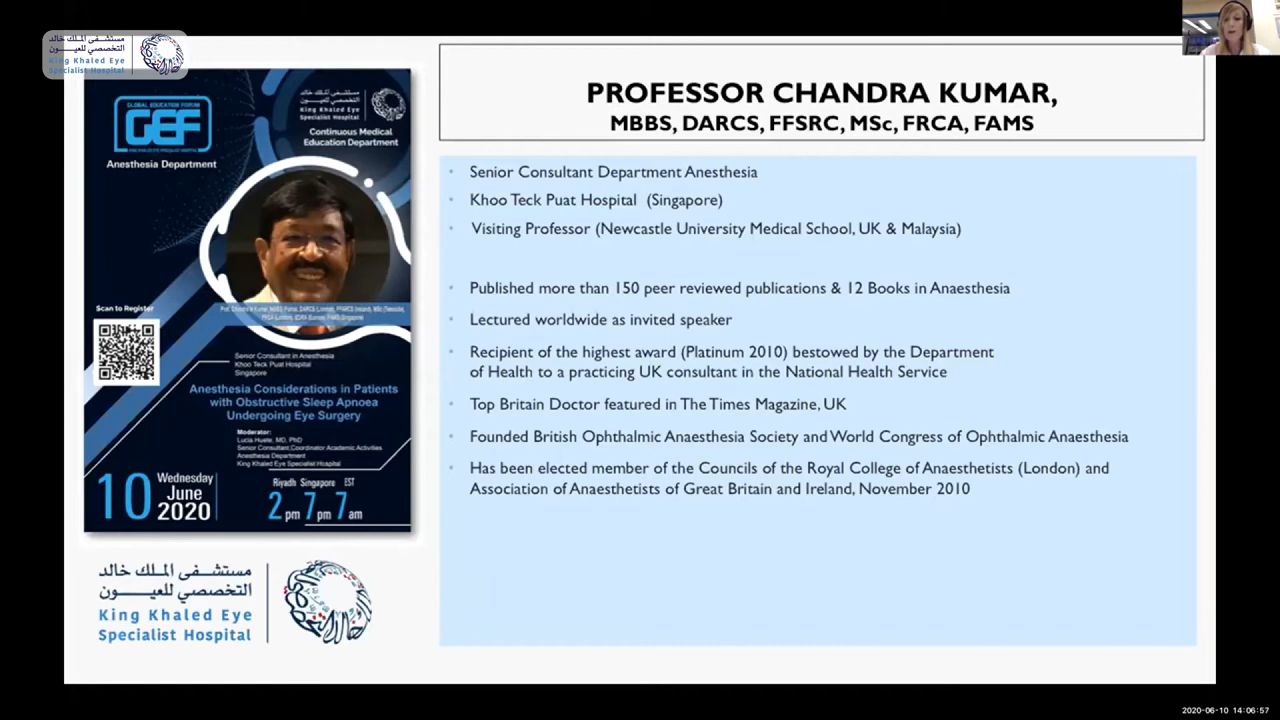 مستشفى الملك خالد
التخصصي للعيون
King Khaled Eye
Specialist Hospital
GLOBAL EDUCATION FORUM
GEF
Anesthesia Department
مستشفى الملك خالد
التخصصي للعيون
King Khaled Eye
Specialist Hospital
Continuous Medical
Education Department
Scan to Register
Senior Consultant in Anesthesia
Khoo Teck Puat Hospital
Singapore
Anesthesia Considerations in Patients
with Obstructive Sleep Apnoea
Undergoing Eye Surgery
Moderator:
Lucia Huete, MD, PhD
Senior Consultant,Coordinator Academic Activities
Anesthesia Department
King Khaled Eye Specialist Hospital
10 Wednesday
June
2020
Riyadh Singapore EST
2 pm 7 pm 7 am
مستشفى الملك خالد
التخصصي للعيون
King Khaled Eye
Specialist Hospital
PROFESSOR CHANDRA KUMAR,
MBBS, DARCS, FFSRC, MSc, FRCA, FAMS
• Senior Consultant Department Anesthesia
• Khoo Teck Puat Hospital (Singapore)
• Visiting Professor (Newcastle University Medical School, UK & Malaysia)
• Published more than 150 peer reviewed publications & 12 Books in Anaesthesia
• Lectured worldwide as invited speaker
• Recipient of the highest award (Platinum 2010) bestowed by the Department
of Health to a practicing UK consultant in the National Health Service
• Top Britain Doctor featured in The Times Magazine, UK
• Founded British Ophthalmic Anaesthesia Society and World Congress of Ophthalmic Anaesthesia
• Has been elected member of the Councils of the Royal College of Anaesthetists (London) and
Association of Anaesthetists of Great Britain and Ireland, November 2010
2020-06-10 14:06:57